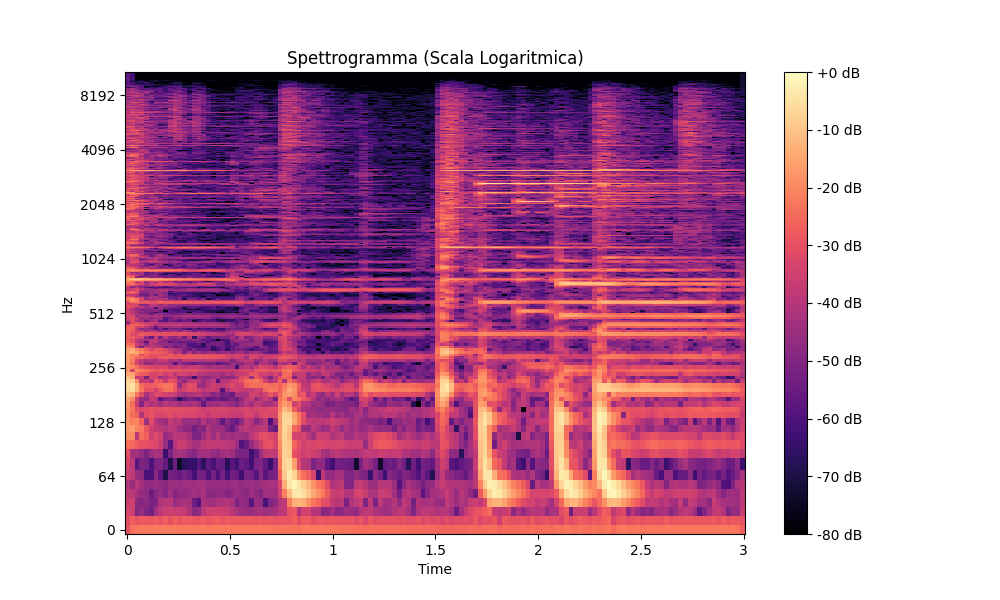 Spettrogramma (Scala Logaritmica)
+0 dB
8192
-10 dB
4096
-20 dB
2048
-30 dB
1024
-40 dB
Hz
512
-50 dB
256
-60 dB
128
-70 dB
64
0
-80 dB
0 0.5 1 1.5 2 2.5 3
Time